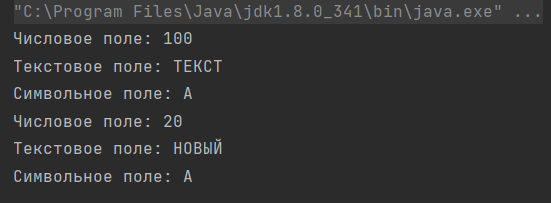 "C:\Program Files\Java\jdk1.8.0_341\bin\java.exe" ...
Числовое поле: 100
Текстовое поле: ТЕКСТ
Символьное поле: A
Числовое поле: 20
Текстовое поле: НОВЫЙ
Символьное поле: A